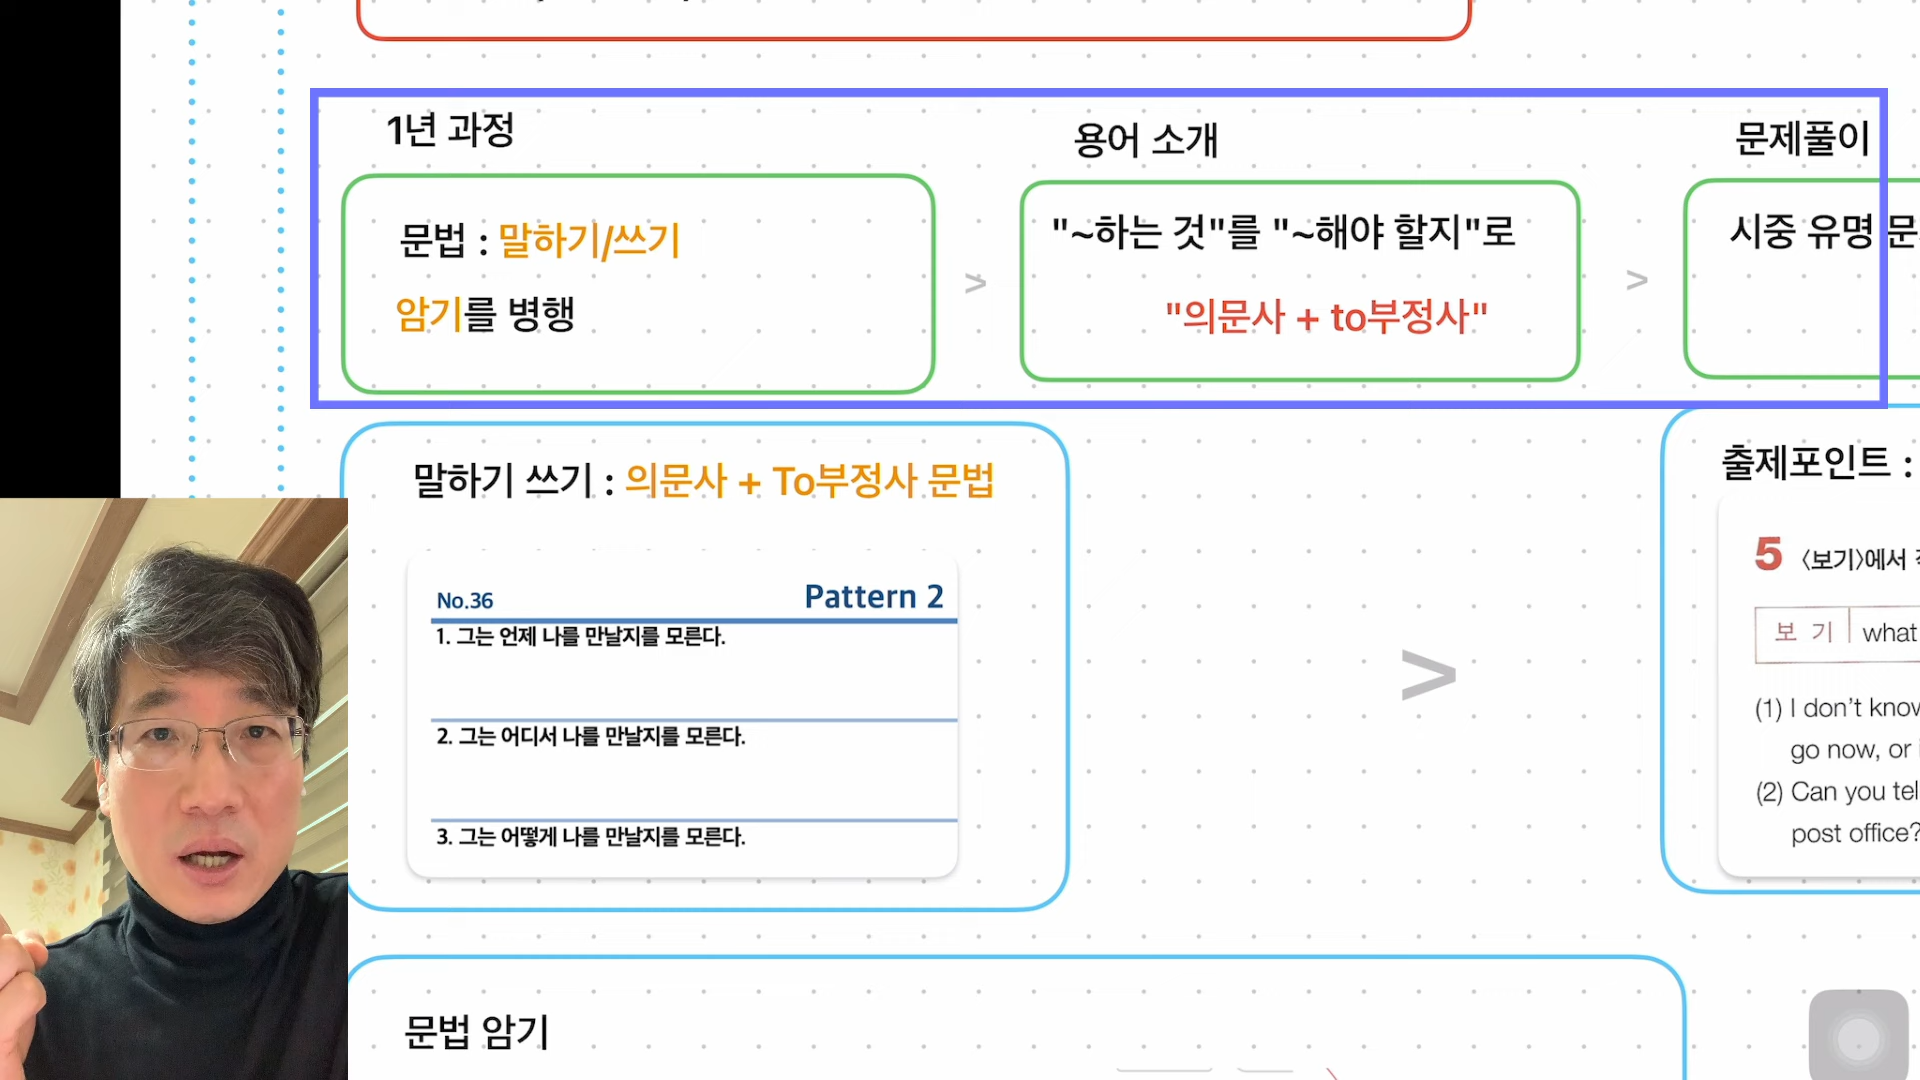 1년 과정
문법 : 말하기/쓰기
암기를 병행
>
용어 소개
"~하는 것"를 "~해야 할지"로
"의문사 + to부정사"
>
문제풀이
시중 유명
말하기 쓰기 : 의문사 + To부정사 문법
No.36
Pattern 2
1. 그는 언제 나를 만날지를 모른다.
2. 그는 어디서 나를 만날지를 모른다.
3. 그는 어떻게 나를 만날지를 모른다.
>
출제포인트 :
5 〈보기〉에서
보 기
what
(1) I don't know
go now, or
(2) Can you tell
post office?
문법 암기